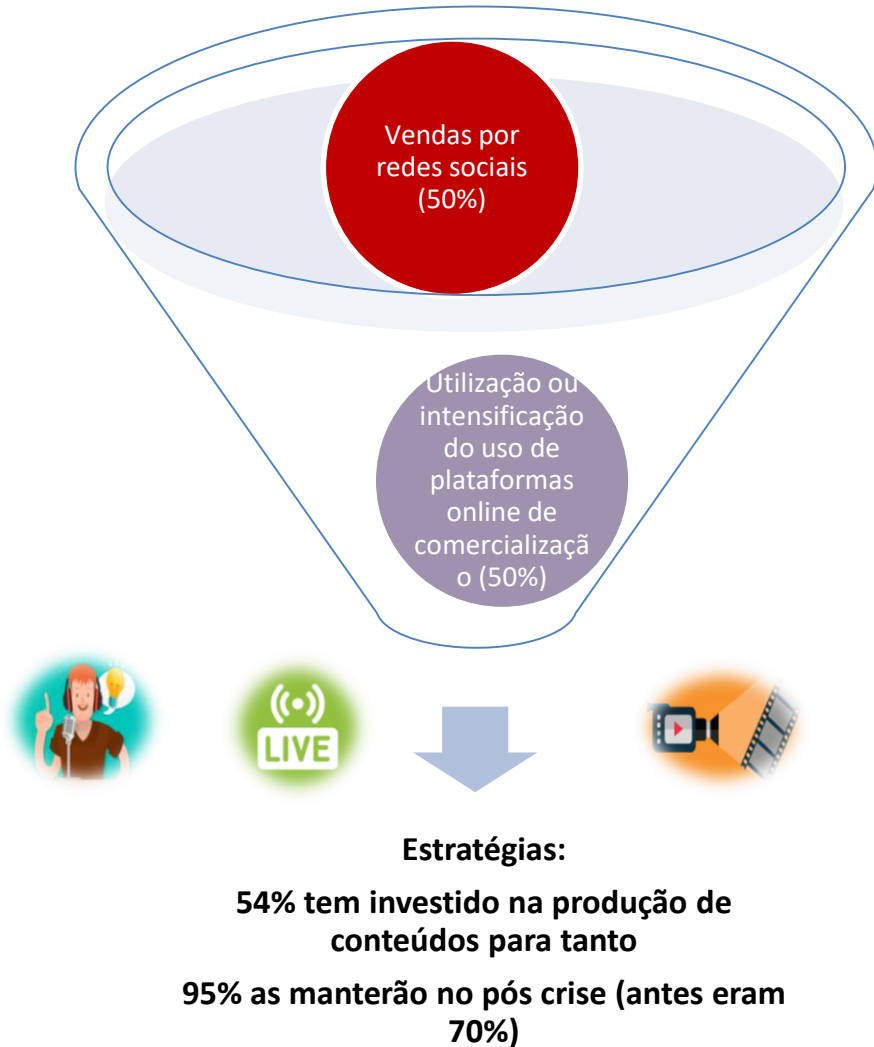 Vendas por
redes sociais
(50%)
Utilização ou
intensificação
do uso de
plataformas
online de
comercializaçã
o (50%)
LIVE
Estratégias:
54% tem investido na produção de
conteúdos para tanto
95% as manterão no pós crise (antes eram
70%)